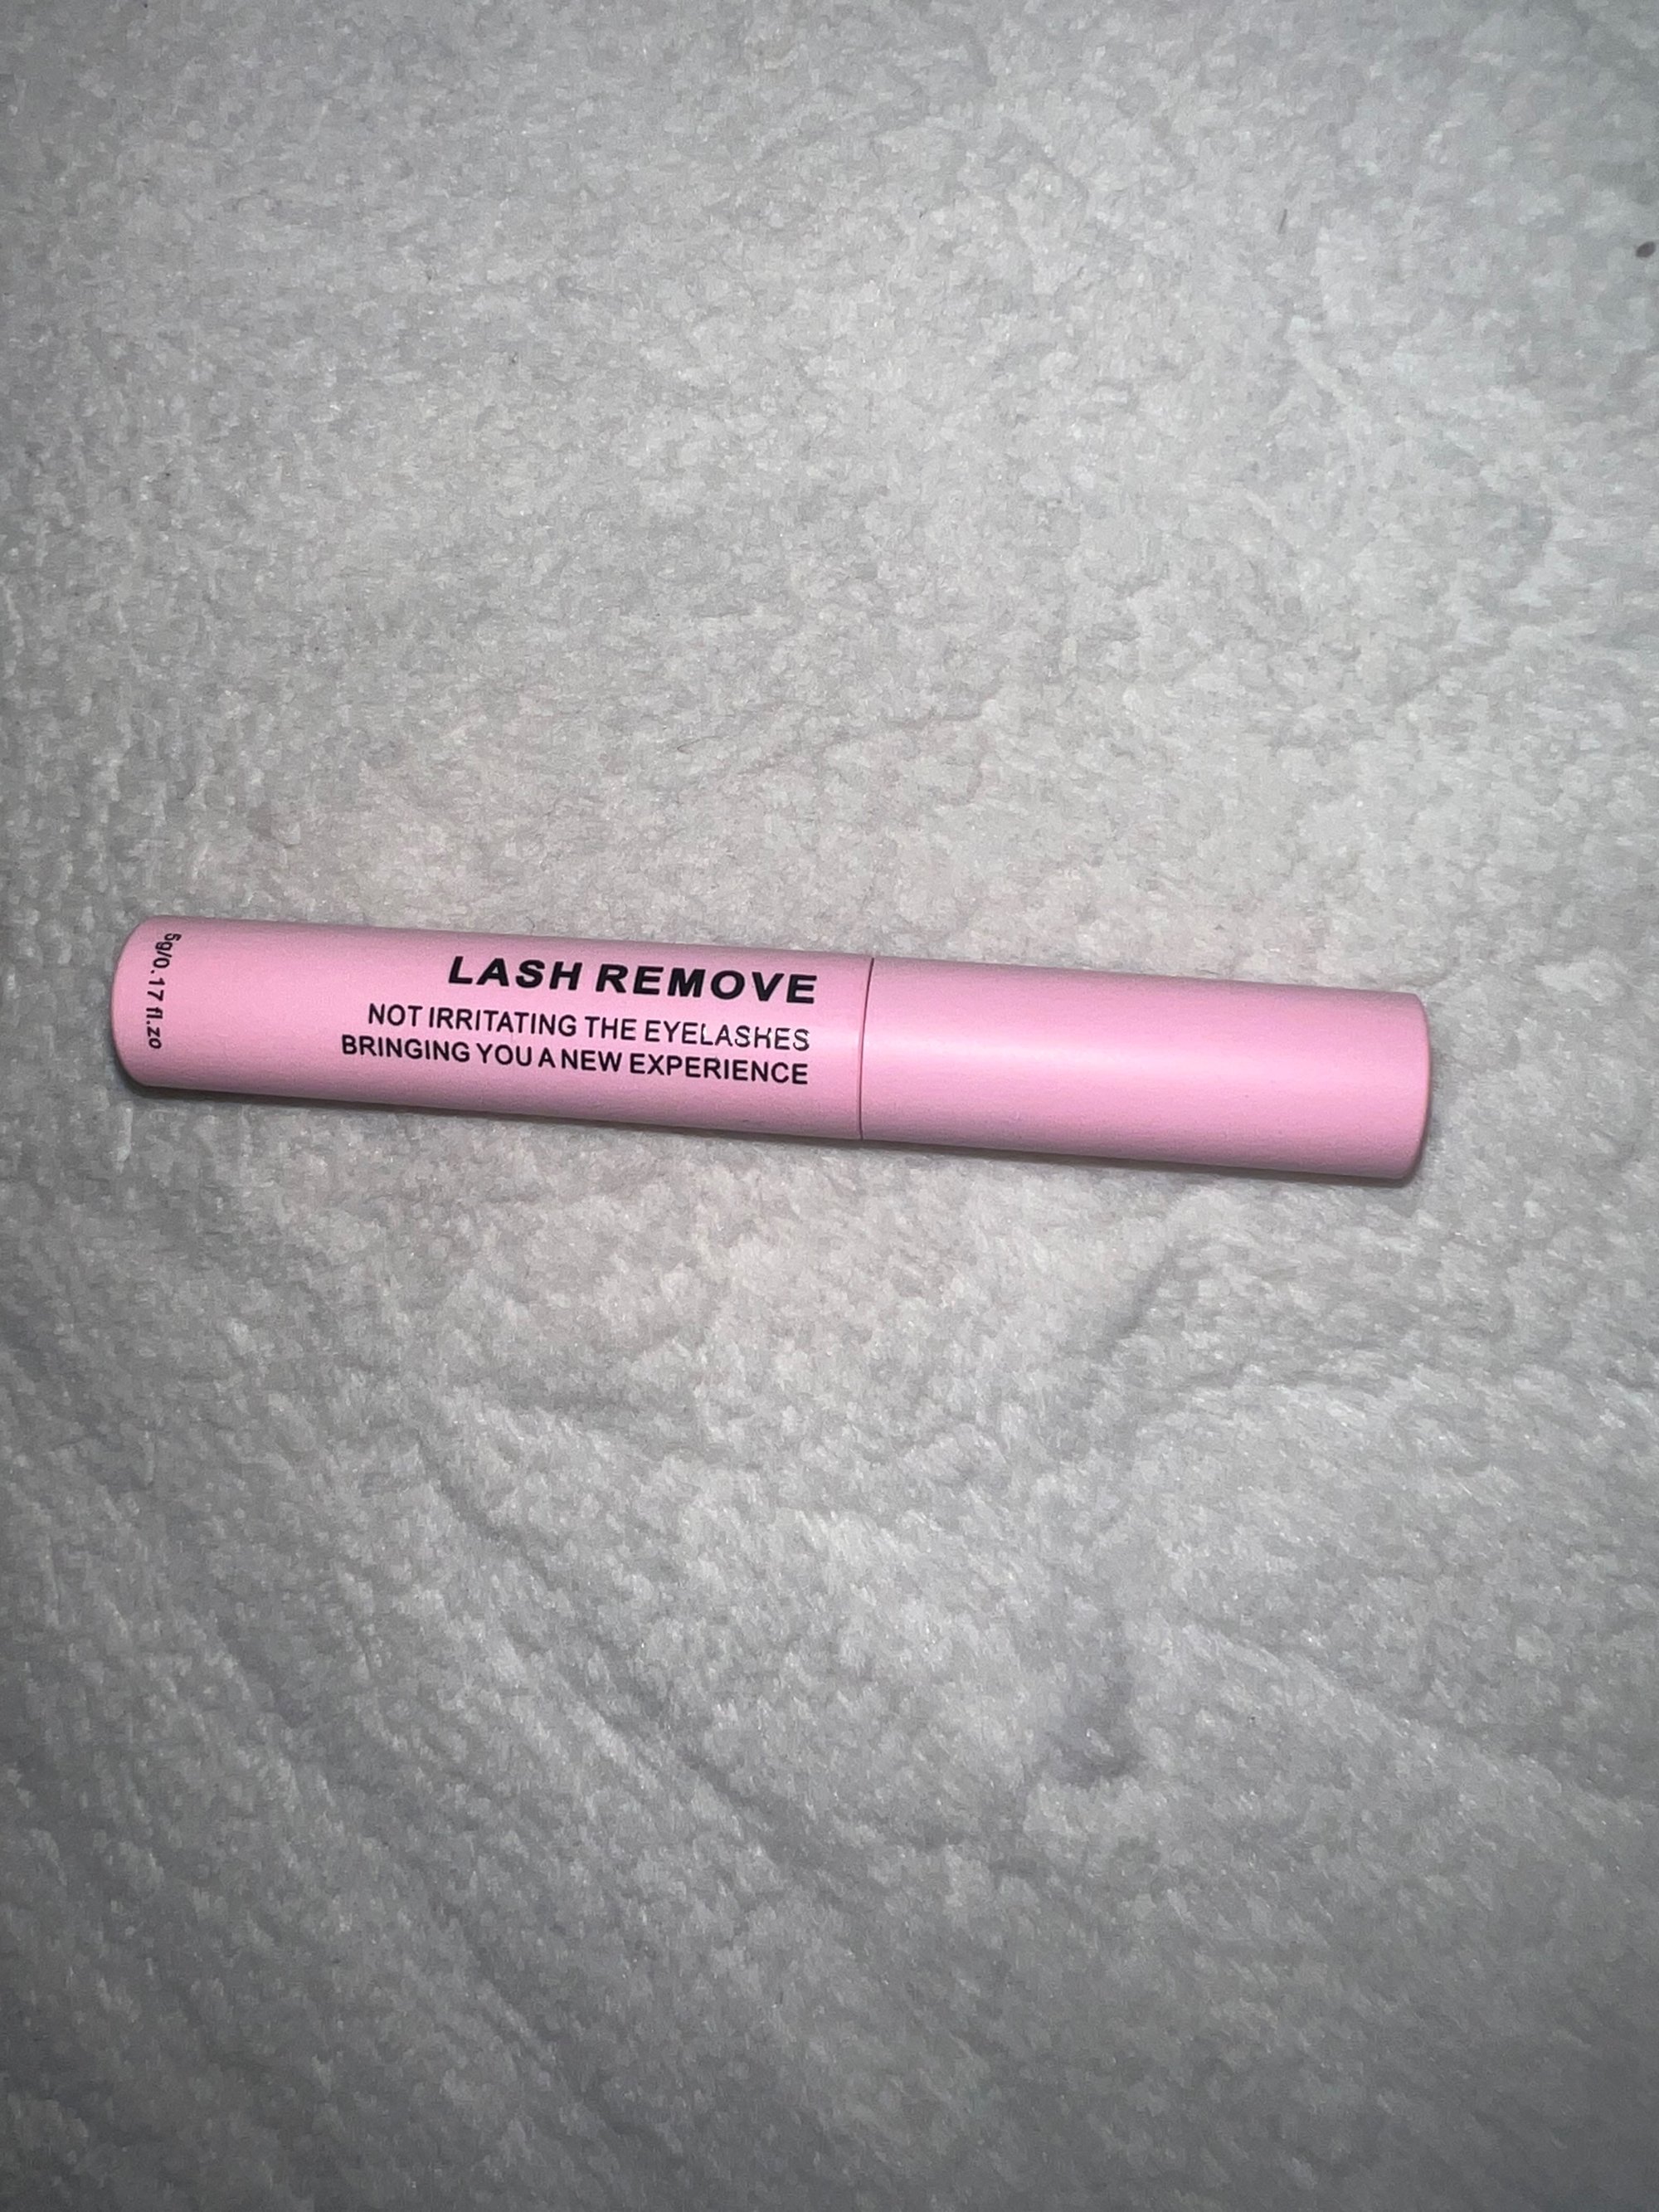 LASH REMOVE
NOT IRRITATING THE EYELASHES
BRINGING YOU A NEW EXPERIENCE
5g/0.17 fl.zo